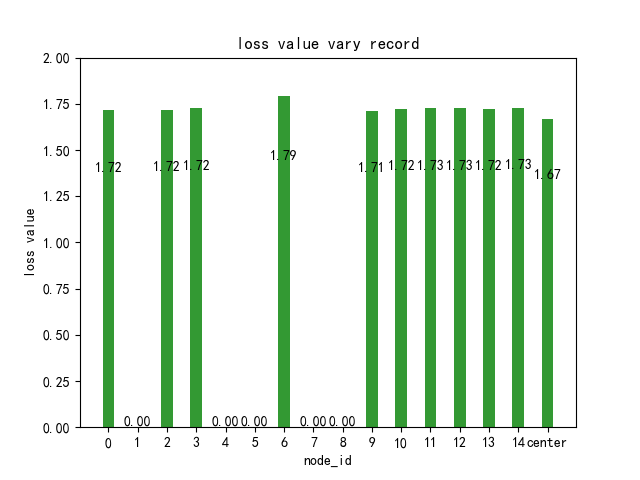 loss value vary record
loss value
2.00
1.75
1.50
1.25
1.00
0.75
0.50
0.25
0.00
1.72 0.00 1.72 1.72 0.00 0.00 1.79 0.00 0.00 1.71 1.72 1.73 1.73 1.72 1.73 1.67
0 1 2 3 4 5 6 7 8 9 10 11 12 13 14 center
node_id